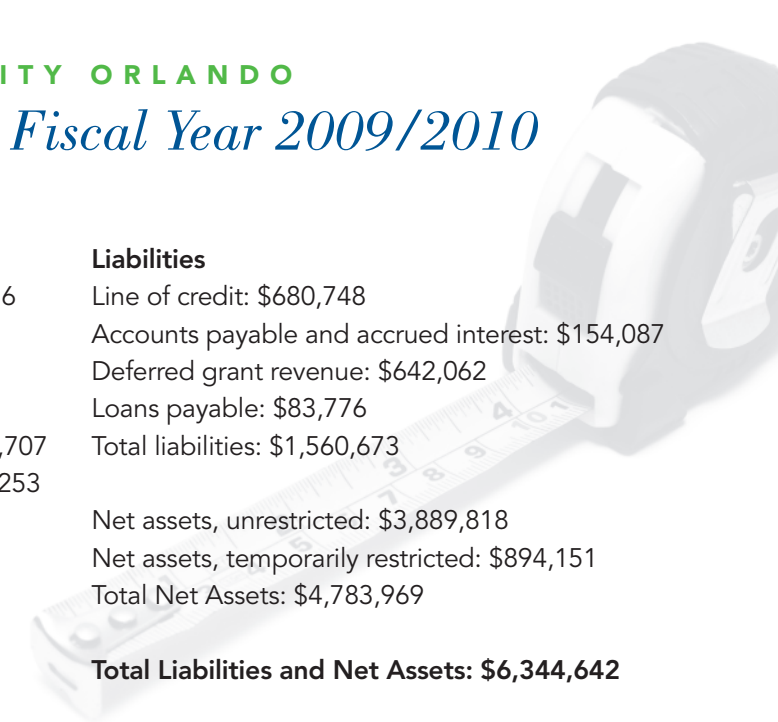 ITY ORLANDO
Fiscal Year 2009/2010
Liabilities
6
Line of credit: $680,748
Accounts payable and accrued interest: $154,087
Deferred grant revenue: $642,062
Loans payable: $83,776
,707
Total liabilities: $1,560,673
253
Net assets, unrestricted: $3,889,818
Net assets, temporarily restricted: $894,151
Total Net Assets: $4,783,969
Total Liabilities and Net Assets: $6,344,642